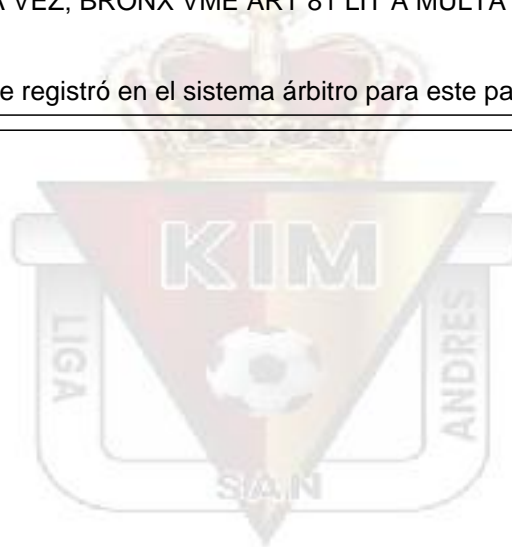 A VEZ, BRONX VME ART 81 LIT A MULTA
e registró en el sistema árbitro para este pa
KIM
LIGA
ANDRES
SAN